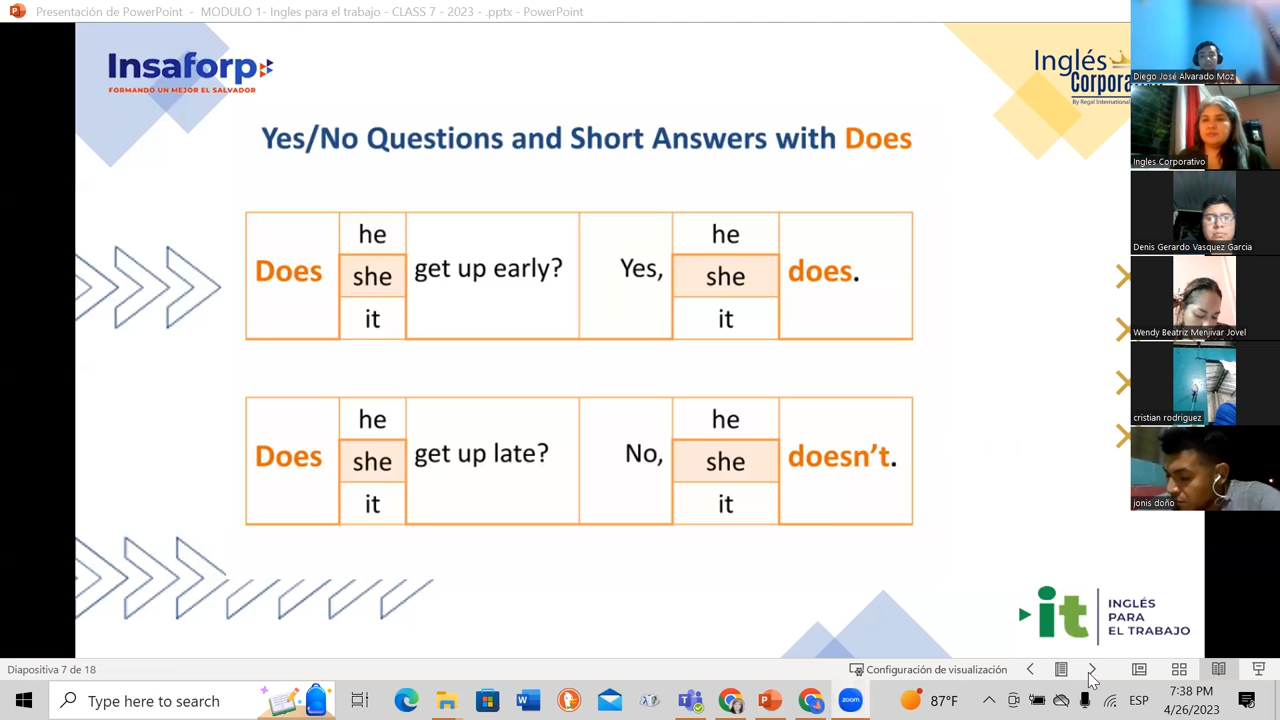 Presentación de PowerPoint - MODULO 1- Ingles para el trabajo - CLASS 7 - 2023 - .pptx - PowerPoint
Insaforp
FORMANDO UN MEJOR EL SALVADOR
Inglés
Corpora
By Regal International
Yes/No Questions and Short Answers with Does
Does he she it get up early? Yes, he she it does.
Does he she it get up late? No, he she it doesn't.
it INGLÉS
PARA
EL TRABAJO
Diego José Alvarado Moz
Ingles Corporativo
Denis Gerardo Vasquez Garcia
Wendy Beatriz Menjivar Jovel
cristian rodriguez
jonis doño
Diapositiva 7 de 18
Configuración de visualización
Type here to search
87°F
ESP
7:38 PM
4/26/2023